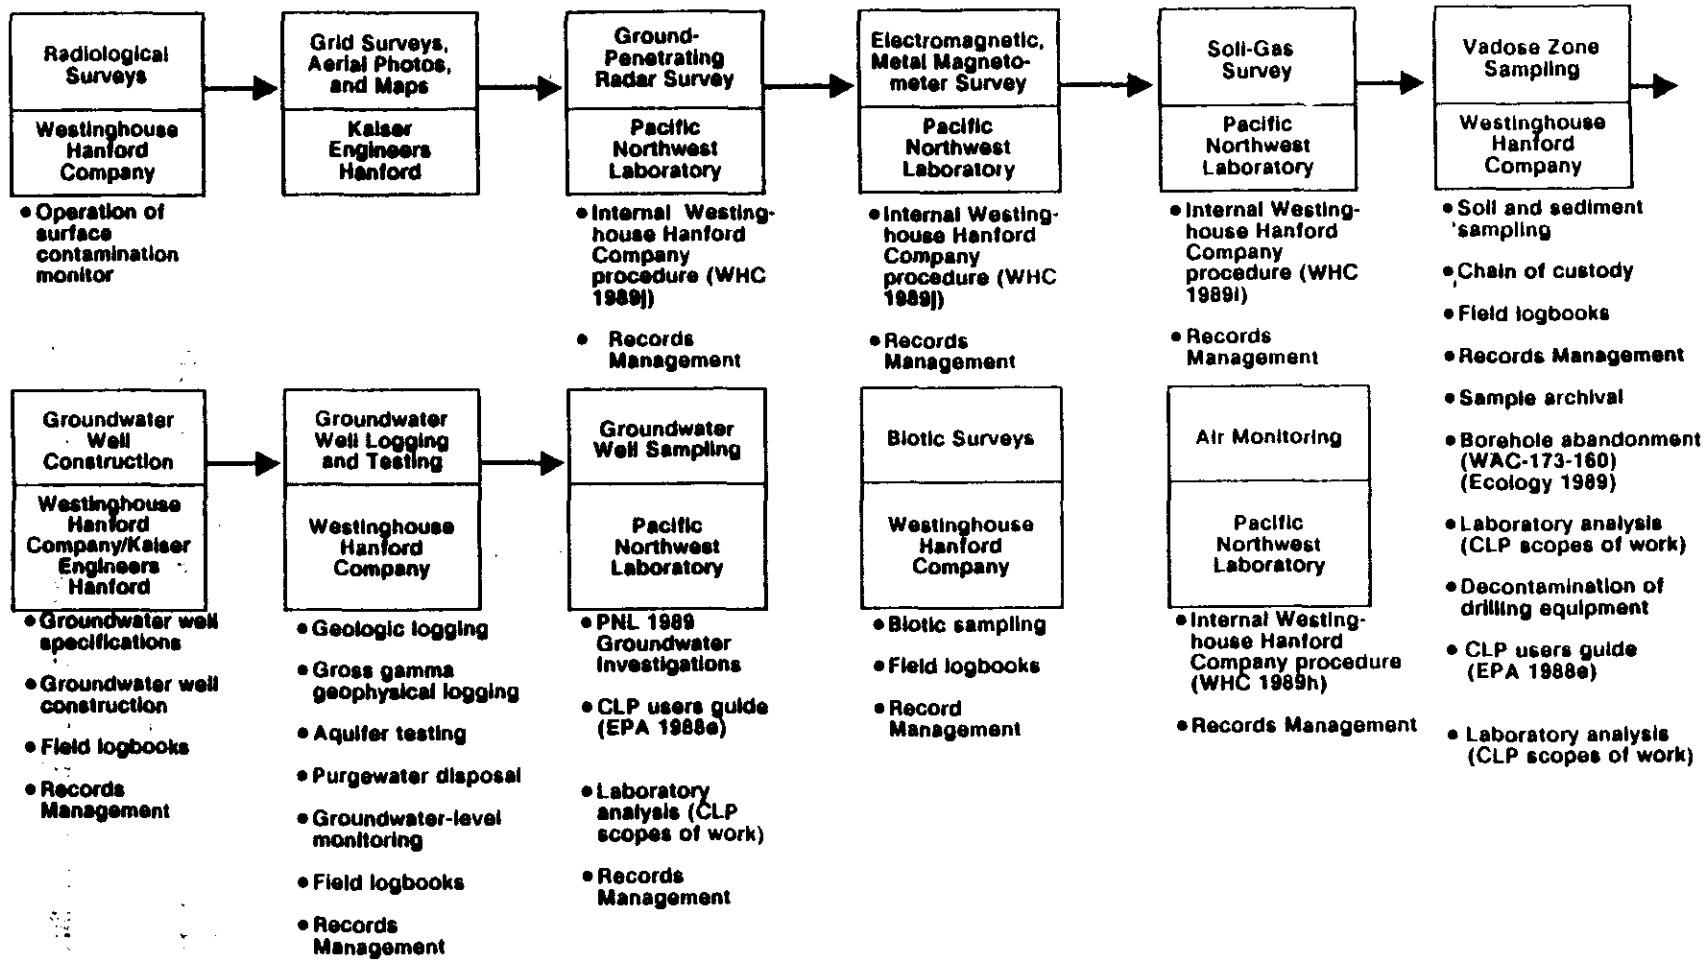 Radiological
Surveys
Westinghouse
Hanford
Company
• Operation of
surface
contamination
monitor
Grid Surveys,
Aerial Photos,
and Maps
Kaiser
Engineers
Hanford
Ground-
Penetrating
Radar Survey
Pacific
Northwest
Laboratory
• Internal Westing-
house Hanford
Company
procedure (WHC
1989j)
• Records
Management
Electromagnetic,
Metal Magneto-
meter Survey
Pacific
Northwest
Laboratory
• Internal Westing-
house Hanford
Company
procedure (WHC
1989j)
• Records
Management
Soil-Gas
Survey
Pacific
Northwest
Laboratory
• Internal Westing-
house Hanford
Company
procedure (WHC
1989i)
• Records
Management
Vadose Zone
Sampling
Westinghouse
Hanford
Company
• Soil and sediment
sampling
• Chain of custody
• Field logbooks
• Records Management
• Sample archival
• Borehole abandonment
(WAC-173-160)
(Ecology 1989)
• Laboratory analysis
(CLP scopes of work)
• Decontamination of
drilling equipment
• CLP users guide
(EPA 1988e)
• Laboratory analysis
(CLP scopes of work)
Groundwater
Well
Construction
Westinghouse
Hanford
Company/Kaiser
Engineers
Hanford
• Groundwater well
specifications
• Groundwater well
construction
• Field logbooks
• Records
Management
Groundwater
Well Logging
and Testing
Westinghouse
Hanford
Company
• Geologic logging
• Gross gamma
geophysical logging
• Aquifer testing
• Purgewater disposal
• Groundwater-level
monitoring
• Field logbooks
• Records
Management
Groundwater
Well Sampling
Pacific
Northwest
Laboratory
• PNL 1989
Groundwater
Investigations
• CLP users guide
(EPA 1988e)
• Laboratory
analysis (CLP
scopes of work)
• Records
Management
Biotic Surveys
Westinghouse
Hanford
Company
• Biotic sampling
• Field logbooks
• Record
Management
Air Monitoring
Pacific
Northwest
Laboratory
• Internal Westing-
house Hanford
Company procedure
(WHC 1989h)
• Records Management